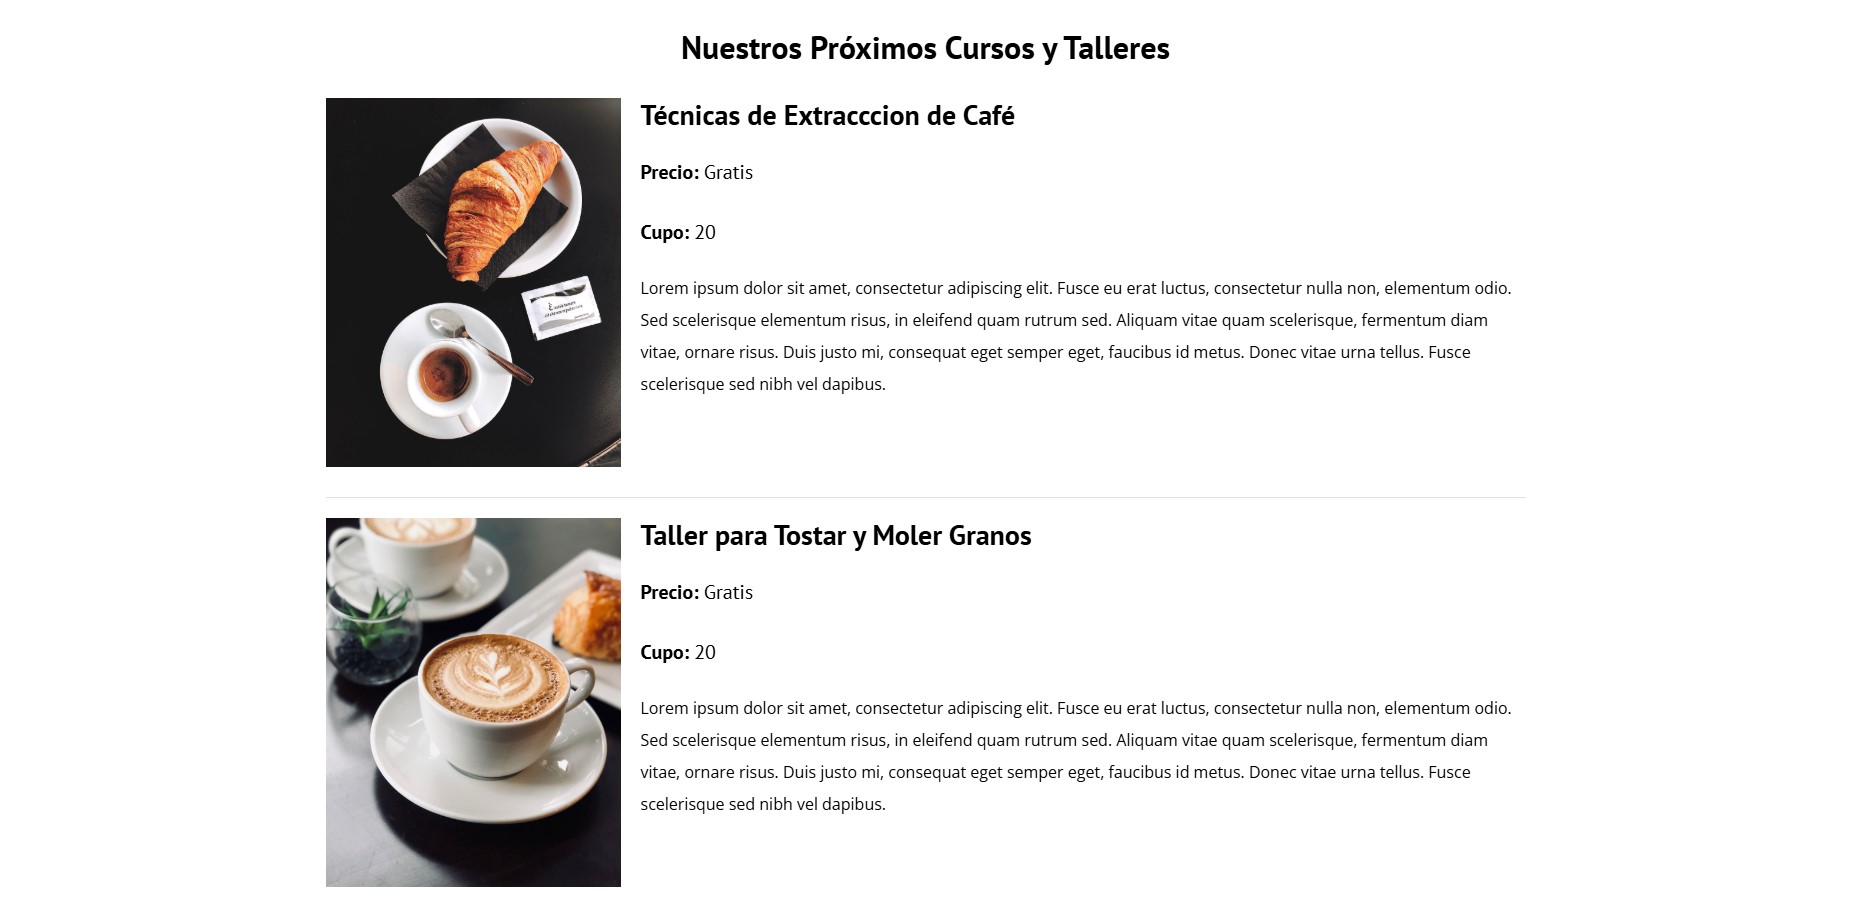 Nuestros Próximos Cursos y Talleres
Técnicas de Extracccion de Café
Precio: Gratis
Cupo: 20
Lorem ipsum dolor sit amet, consectetur adipiscing elit. Fusce eu erat luctus, consectetur nulla non, elementum odio.
Sed scelerisque elementum risus, in eleifend quam rutrum sed. Aliquam vitae quam scelerisque, fermentum diam
vitae, ornare risus. Duis justo mi, consequat eget semper eget, faucibus id metus. Donec vitae urna tellus. Fusce
scelerisque sed nibh vel dapibus.
Taller para Tostar y Moler Granos
Precio: Gratis
Cupo: 20
Lorem ipsum dolor sit amet, consectetur adipiscing elit. Fusce eu erat luctus, consectetur nulla non, elementum odio.
Sed scelerisque elementum risus, in eleifend quam rutrum sed. Aliquam vitae quam scelerisque, fermentum diam
vitae, ornare risus. Duis justo mi, consequat eget semper eget, faucibus id metus. Donec vitae urna tellus. Fusce
scelerisque sed nibh vel dapibus.